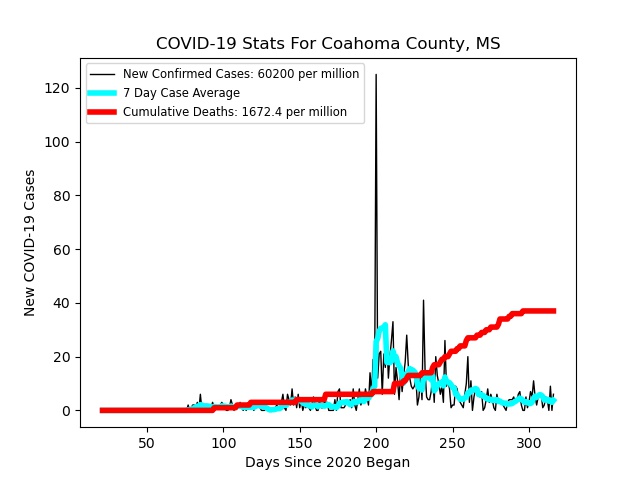 COVID-19 Stats For Coahoma County, MS
New Confirmed Cases: 60200 per million
7 Day Case Average
Cumulative Deaths: 1672.4 per million
New COVID-19 Cases
120
100
80
60
40
20
0
50 100 150 200 250 300
Days Since 2020 Began